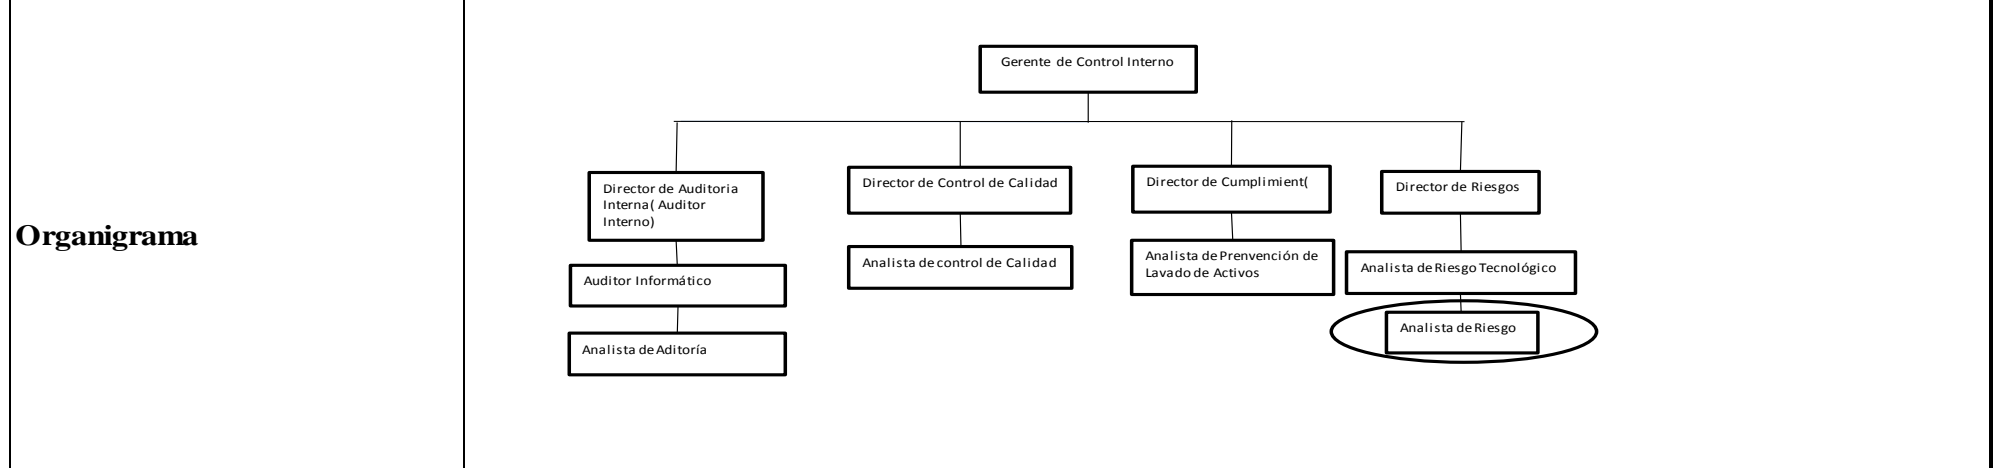 Organigrama
Gerente de Control Interno
Director de Auditoria
Interna( Auditor
Interno)
Auditor Informático
Analista de Aditoría
Director de Control de Calidad
Analista de control de Calidad
Director de Cumplimient(
Analista de Prenvención de
Lavado de Activos
Director de Riesgos
Analista de Riesgo Tecnológico
Analista de Riesgo